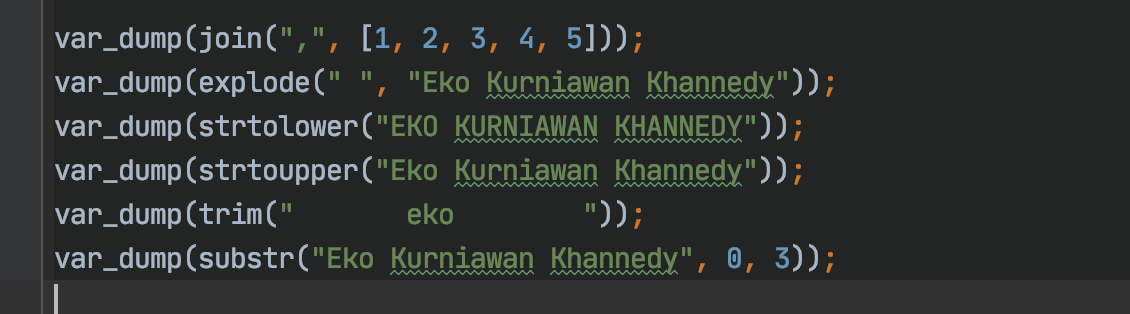 var_dump(join(",", [1, 2, 3, 4, 5]));
var_dump(explode(" ", "Eko Kurniawan Khannedy"));
var_dump(strtolower("EKO KURNIAWAN KHANNEDY"));
var_dump(strtoupper("Eko Kurniawan Khannedy"));
var_dump(trim("       eko        "));
var_dump(substr("Eko Kurniawan Khannedy", 0, 3));